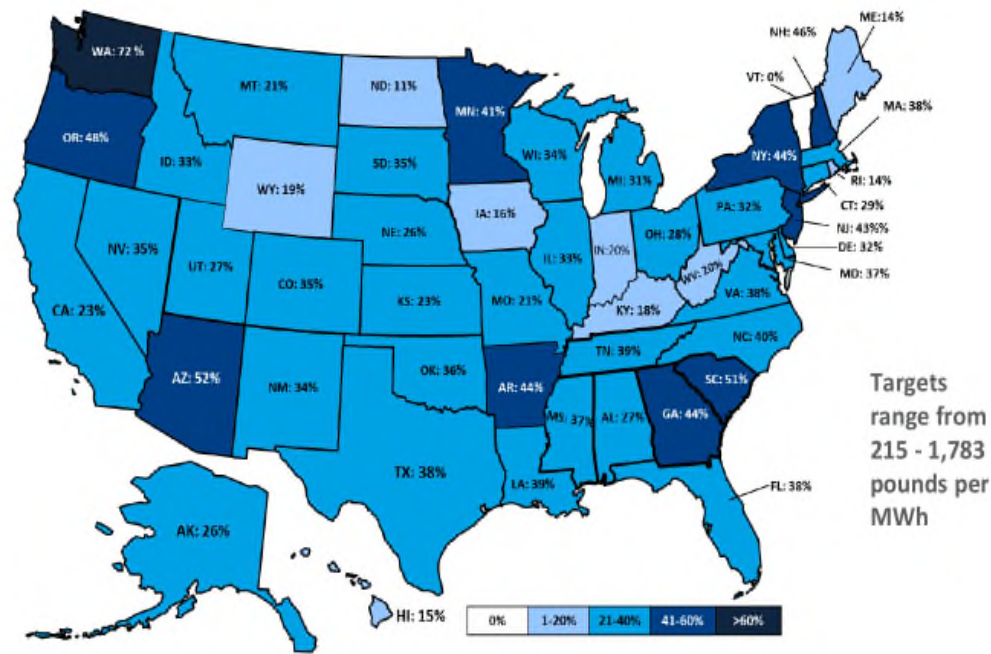 ME:14%
NH: 46%
VT: 0%
WA: 72 %
MT: 21%
ND: 11%
MN: 41%
MA: 38%
OR: 48%
ID: 33%
SD: 35%
WI: 34%
NY: 44%
MI: 31%
RI: 14%
WY: 19%
CT: 29%
IA: 16%
PA: 32%
NJ: 43%%
NE: 26%
OH: 28%
DE: 32%
NV: 35%
IN:20%
IL: 33%
UT: 27%
WV: 20%
MD: 37%
CO: 35%
VA: 38%
CA: 23%
KS: 23%
MO: 21%
KY: 18%
NC: 40%
TN: 39%
OK: 36%
AZ: 52%
NM: 34%
AR: 44%
SC: 51%
MS: 37%
AL: 27%
GA: 44%
Targets
range from
215 - 1,783
pounds per
MWh
TX: 38%
LA: 39%
FL: 38%
AK: 26%
HI: 15%
0%
1-20%
21-40%
41-60%
>60%